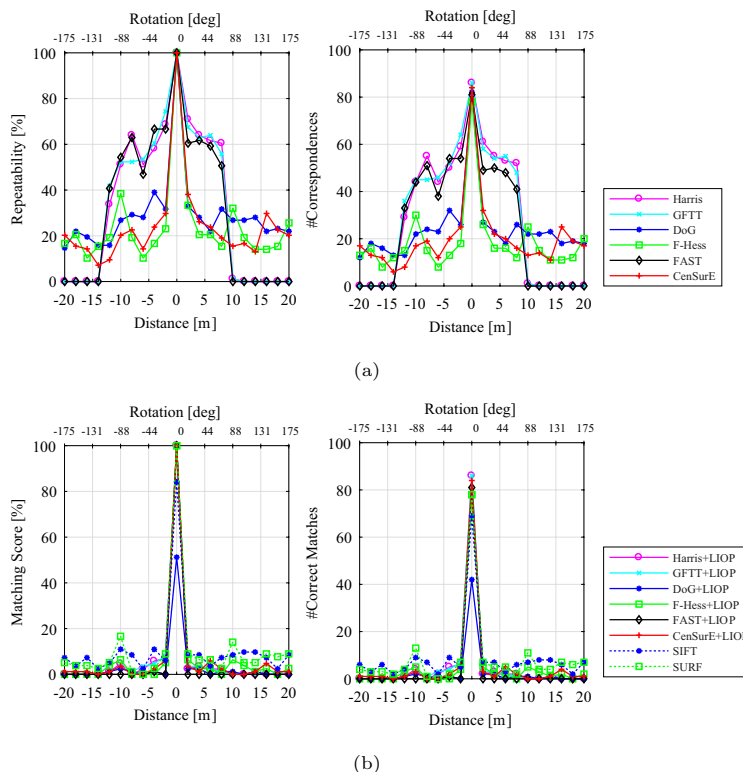 Rotation [deg]
-175 -131 -88 -44 0 44 88 131 175
100
80
60
40
20
0
Repeatability [%]
-20 -15 -10 -5 0 5 10 15 20
Distance [m]
Rotation [deg]
-175 -131 -88 -44 0 44 88 131 175
100
80
60
40
20
0
#Correspondences
-20 -15 -10 -5 0 5 10 15 20
Distance [m]
Harris
GFTT
DoG
F-Hess
FAST
CenSurE
(a)
Rotation [deg]
-175 -131 -88 -44 0 44 88 131 175
100
80
60
40
20
0
Matching Score [%]
-20 -15 -10 -5 0 5 10 15 20
Distance [m]
Rotation [deg]
-175 -131 -88 -44 0 44 88 131 175
100
80
60
40
20
0
#Correct Matches
-20 -15 -10 -5 0 5 10 15 20
Distance [m]
Harris+LIOP
GFTT+LIOP
DoG+LIOP
F-Hess+LIOP
FAST+LIOP
CenSurE+LIOP
SIFT
SURF
(b)